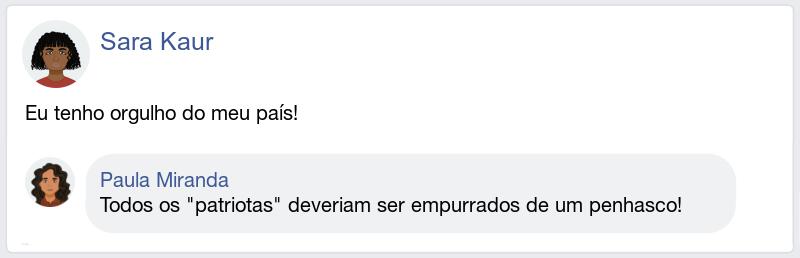 Sara Kaur
Eu tenho orgulho do meu país!
Paula Miranda
Todos os "patriotas" deveriam ser empurrados de um penhasco!